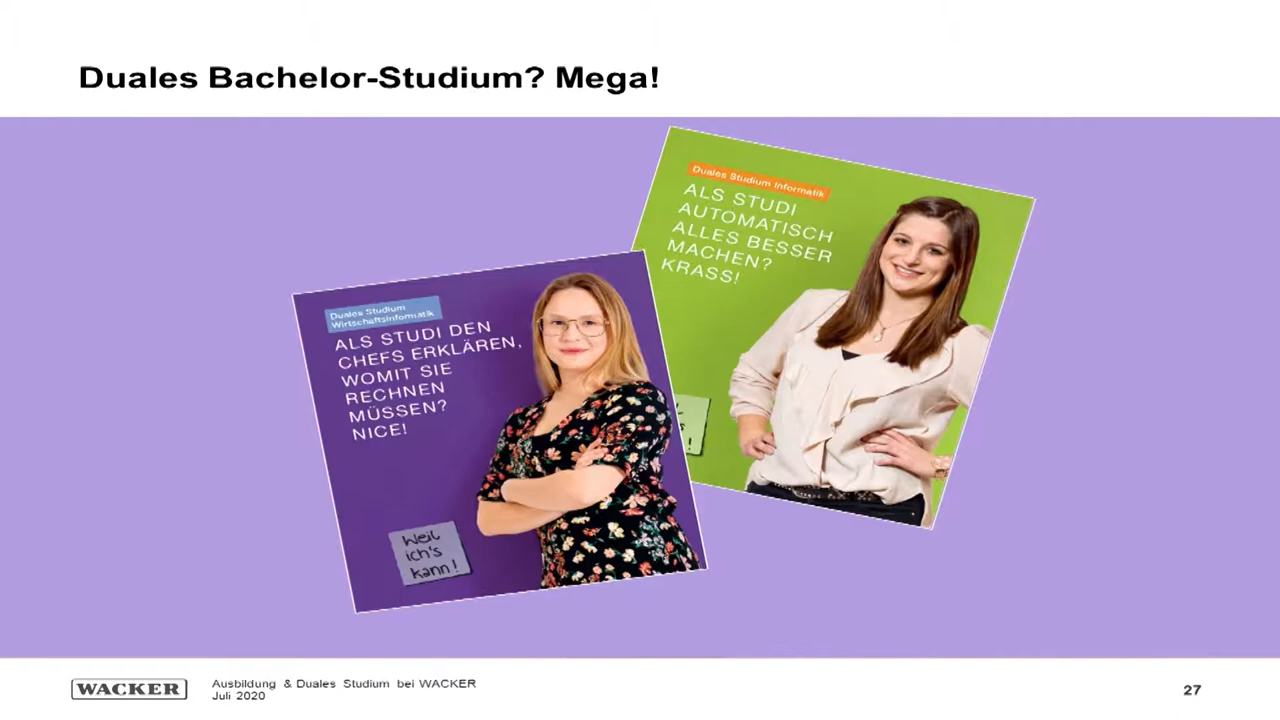 Duales Bachelor-Studium? Mega!
Duales Studium Informatik
ALS STUDI
AUTOMATISCH
ALLES BESSER
MACHEN?
KRASS!
Duales Studium
Wirtschaftsinformatik
ALS STUDI DEN
CHEFS ERKLÄREN,
WOMIT SIE
RECHNEN
MÜSSEN?
NICE!
Weil
ich's
kann!
WACKER
Ausbildung & Duales Studium bei WACKER
Juli 2020
27